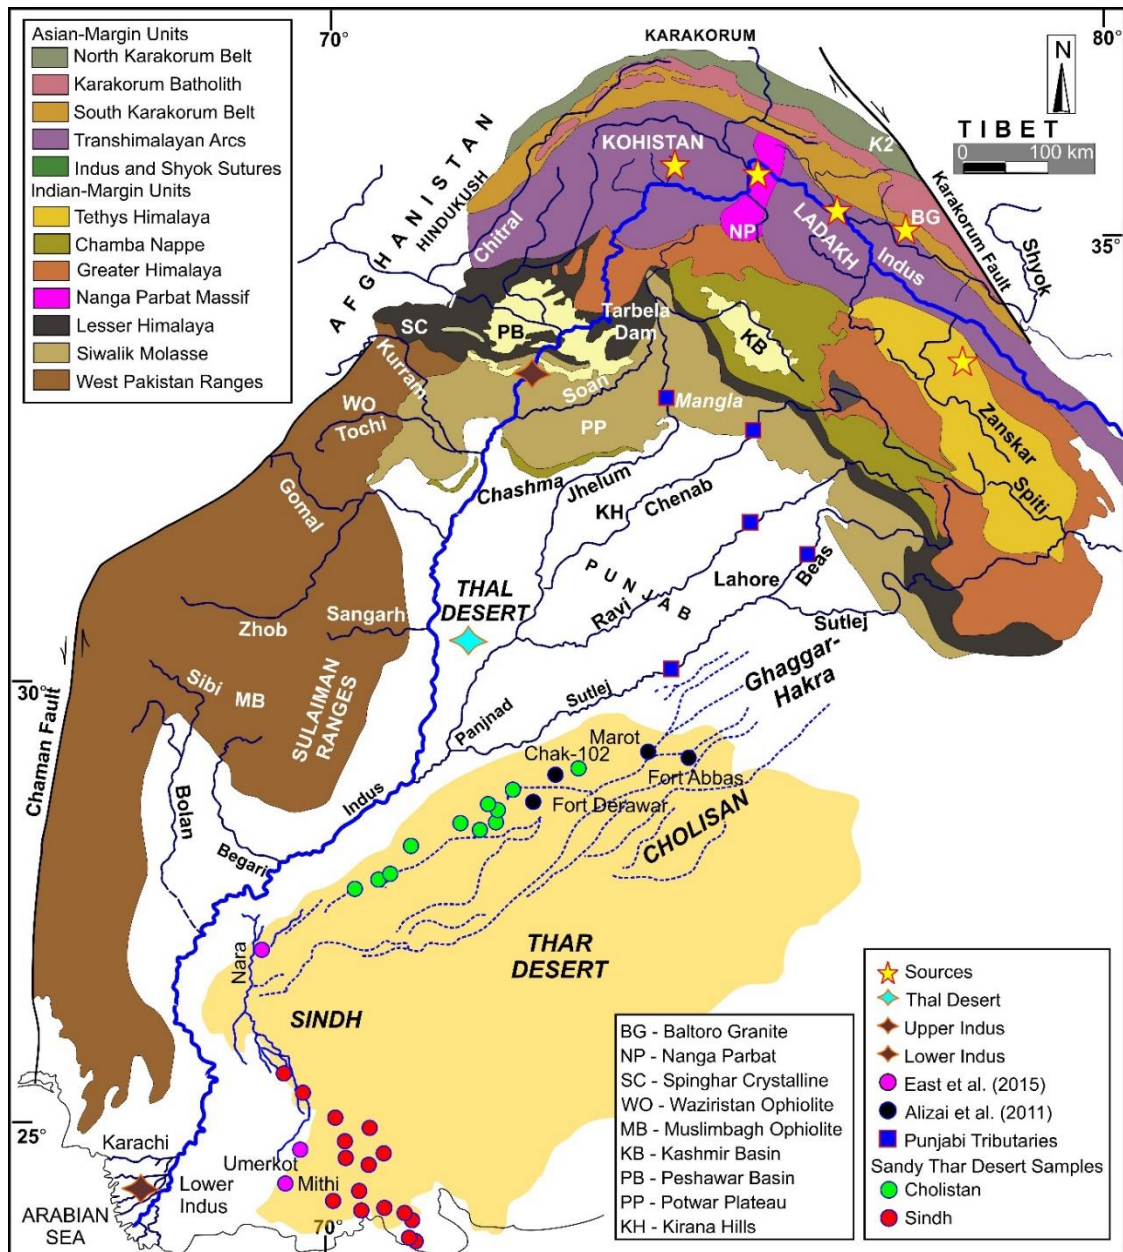 Asian-Margin Units
North Karakorum Belt
Karakorum Batholith
South Karakorum Belt
Transhimalayan Arcs
Indus and Shyok Sutures
Indian-Margin Units
Tethys Himalaya
Chamba Nappe
Greater Himalaya
Nanga Parbat Massif
Lesser Himalaya
Siwalik Molasse
West Pakistan Ranges
70°
KARAKORUM
80°
N
TIBET
0 100 km
K2
KOHISTAN
AFGHANISTAN
HINDUKUSH
Chitral
NP
LADAKH
BG
Indus
Karakorum Fault
Shyok
35°
SC
PB
Tarbela
Dam
KB
Kurram
Soan
Mangla
WO
Tochi
PP
Zanskar
Spiti
Gomal
Chashma
Jhelum
KH
Chenab
PUNJAB
Lahore
Beas
THAL
DESERT
Ravi
Sangarh
Zhob
Sutlej
Ghaggar-
Hakra
30°
Sibi
MB
SULAIMAN
RANGES
Panjnad
Sutlej
Chaman Fault
Marot
Chak-102
Fort Abbas
Fort Derawar
Indus
Bolan
CHOLISAN
Begari
THAR
DESERT
Nara
SINDH
25°
Karachi
Umerkot
Mithi
Lower
Indus
ARABIAN
SEA
70°
BG - Baltoro Granite
NP - Nanga Parbat
SC - Spinghar Crystalline
WO - Waziristan Ophiolite
MB - Muslimbagh Ophiolite
KB - Kashmir Basin
PB - Peshawar Basin
PP - Potwar Plateau
KH - Kirana Hills
Sources
Thal Desert
Upper Indus
Lower Indus
East et al. (2015)
Alizai et al. (2011)
Punjabi Tributaries
Sandy Thar Desert Samples
Cholistan
Sindh